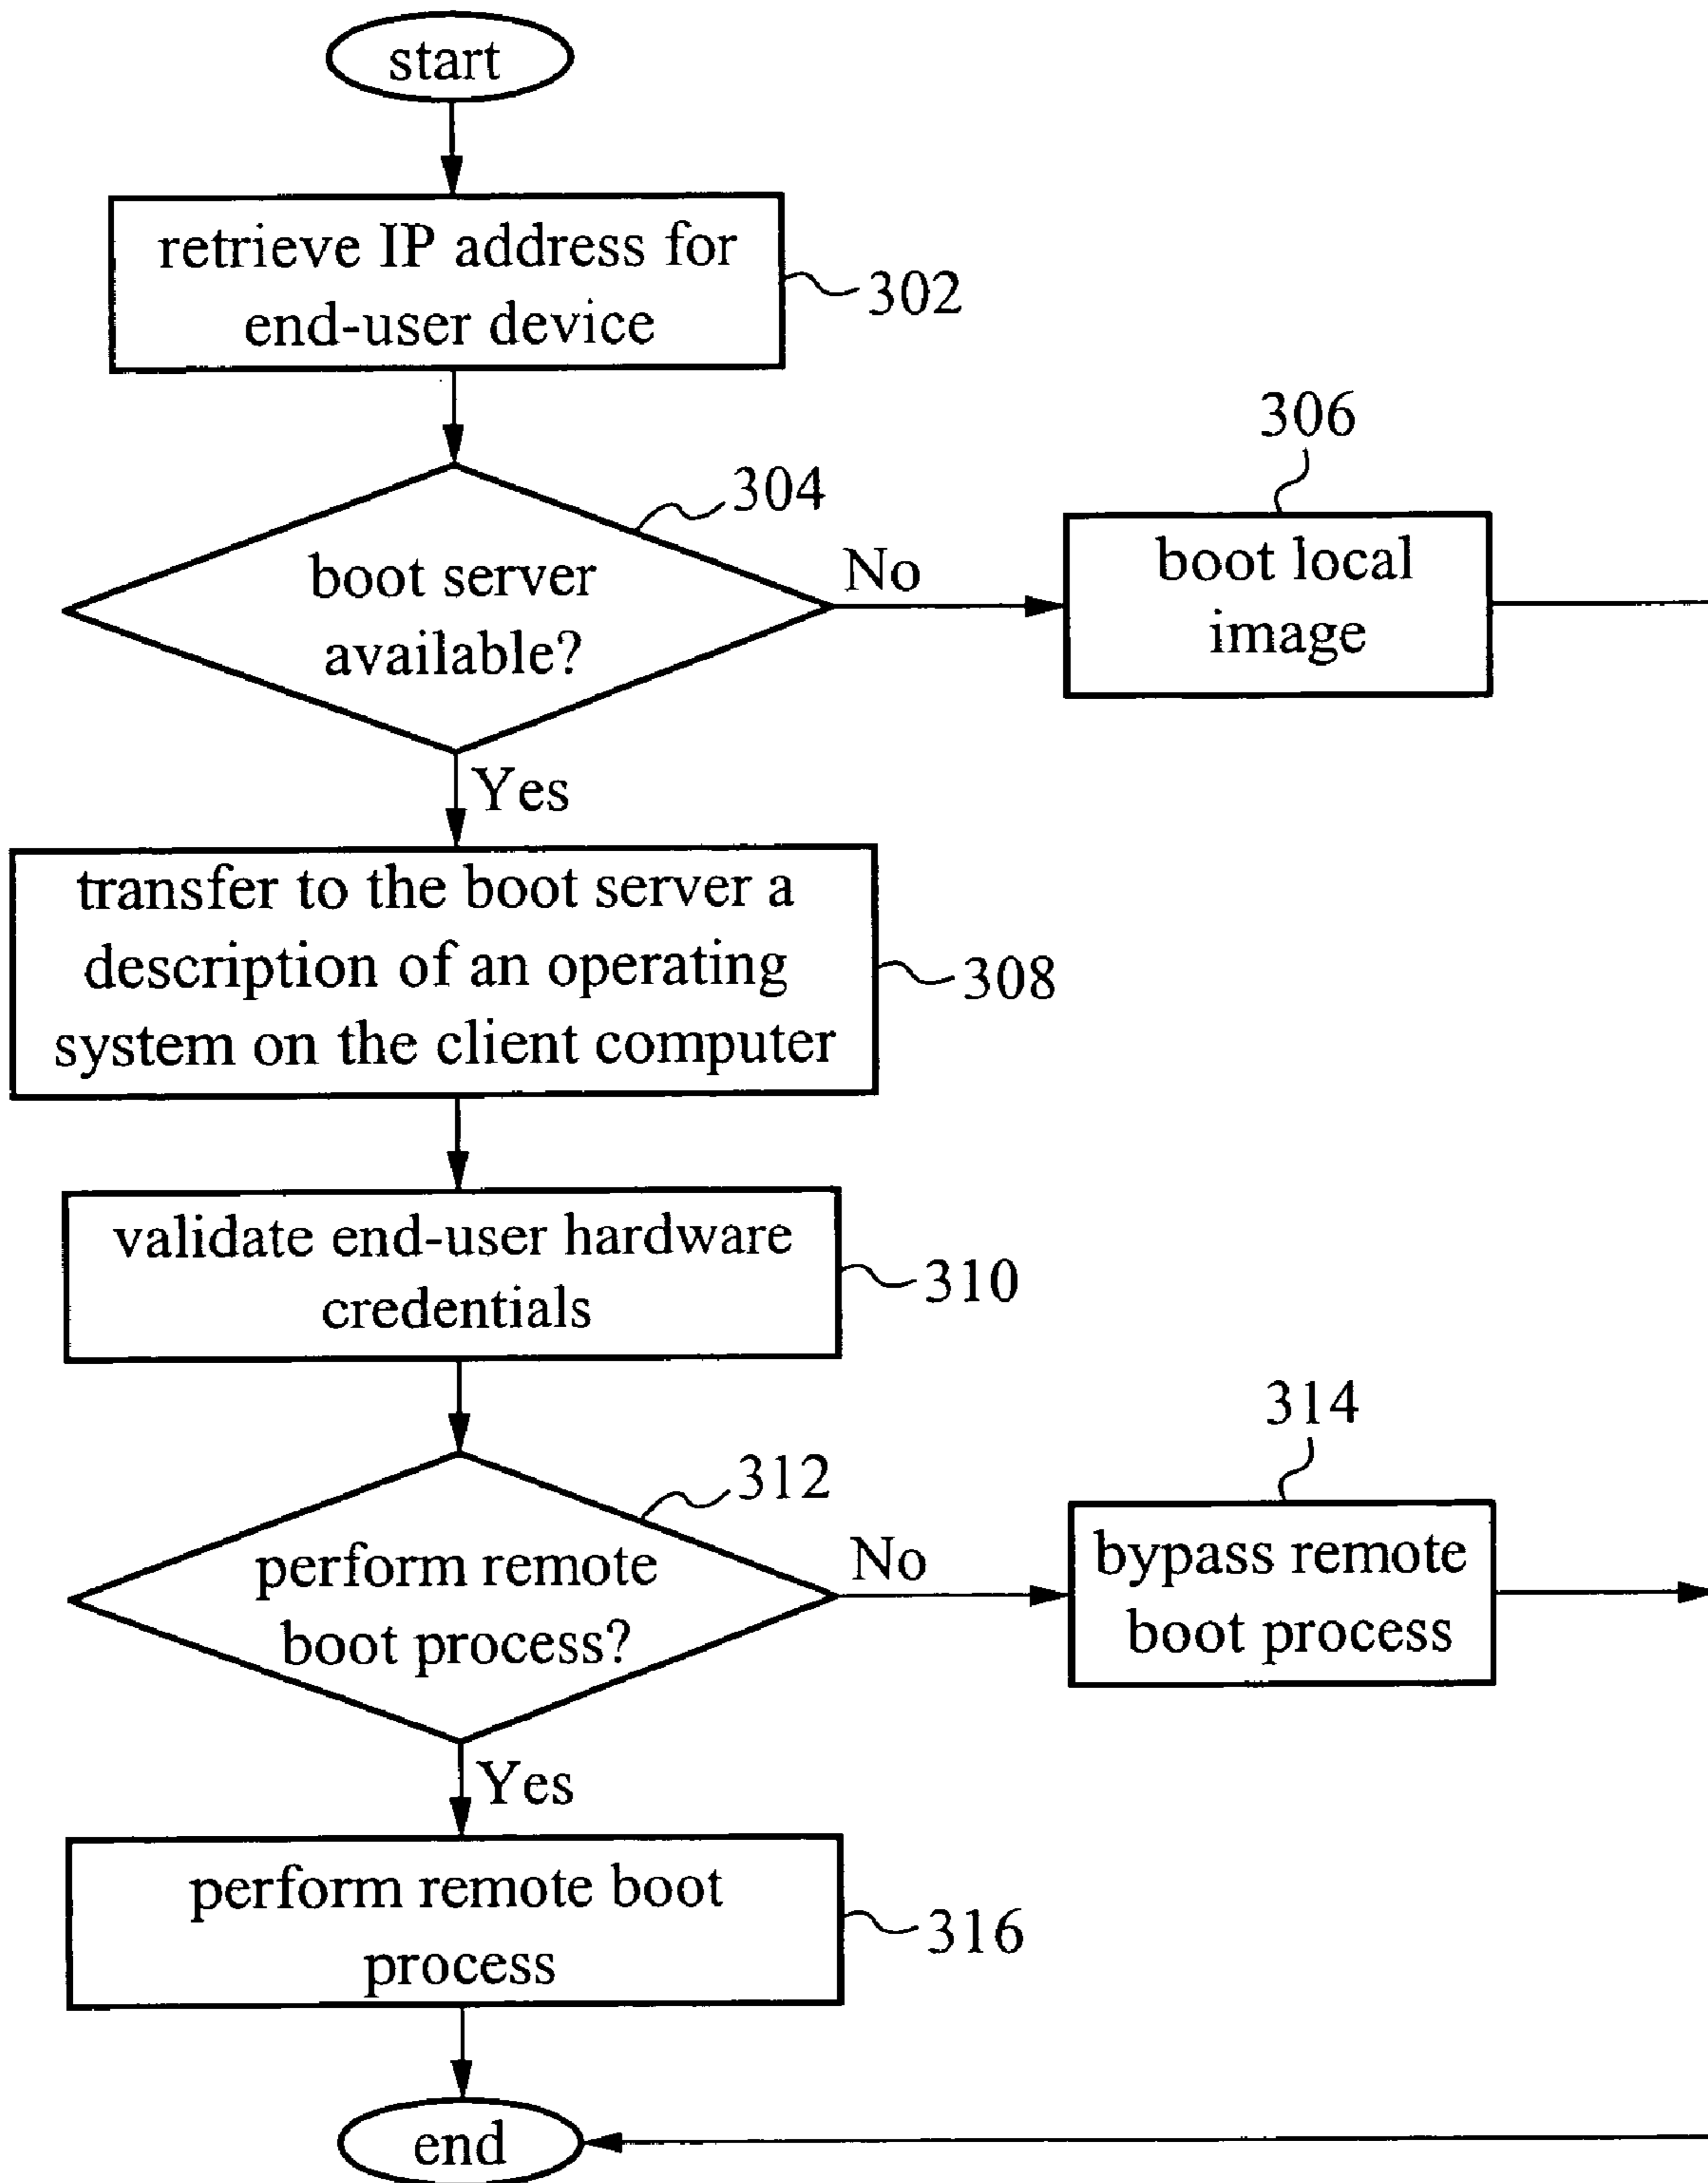 start
retrieve IP address for
end-user device
302
304
boot server
available?
No
306
boot local
image
Yes
transfer to the boot server a
description of an operating
system on the client computer
308
validate end-user hardware
credentials
310
312
perform remote
boot process?
No
314
bypass remote
boot process
Yes
perform remote boot
process
316
end